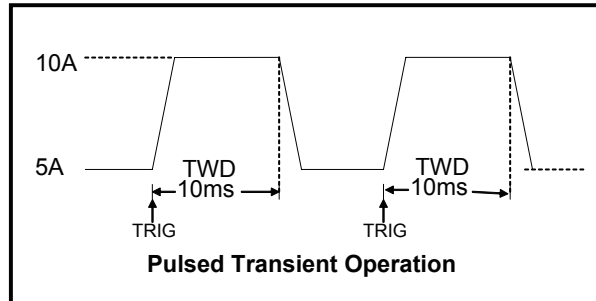 10A
5A
TWD
10ms
TWD
10ms
TRIG
TRIG
Pulsed Transient Operation